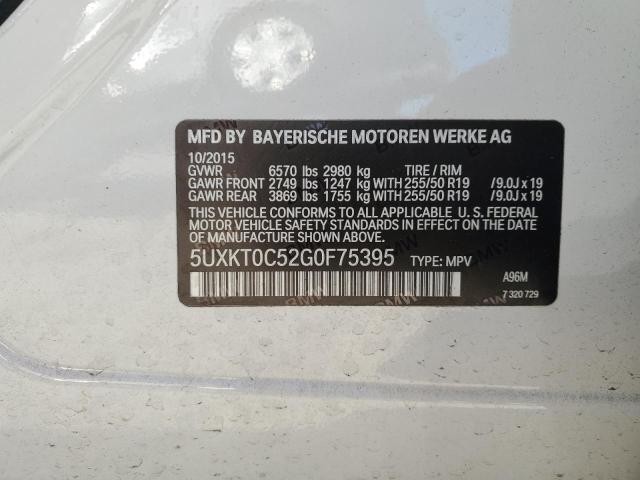 MFD BY BAYERISCHE MOTOREN WERKE AG
10/2015
GVWR 6570 lbs 2980 kg TIRE / RIM
GAWR FRONT 2749 lbs 1247 kg WITH 255/50 R19 /9.0J x 19
GAWR REAR 3869 lbs 1755 kg WITH 255/50 R19 /9.0J x 19
THIS VEHICLE CONFORMS TO ALL APPLICABLE U. S. FEDERAL
MOTOR VEHICLE SAFETY STANDARDS IN EFFECT ON THE
DATE OF MANUFACTURE SHOWN ABOVE.
5UXKT0C52G0F75395 TYPE: MPV
A96M
7 320 729